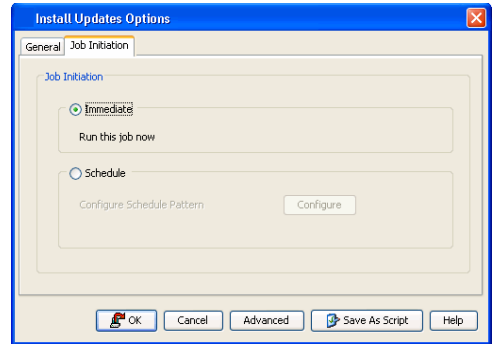 Install Updates Options
General Job Initiation
Job Initiation
Immediate
Run this job now
Schedule
Configure Schedule Pattern Configure
OK Cancel Advanced Save As Script Help